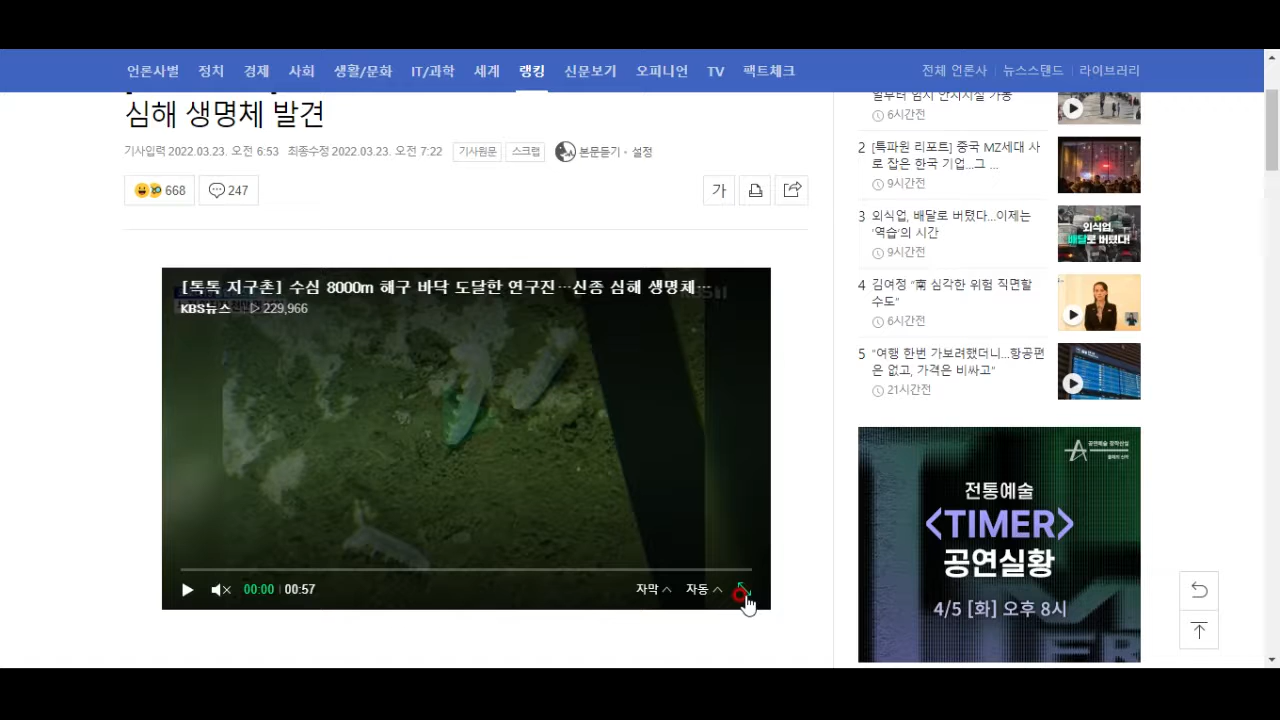 언론사별 정치 경제 사회 생활/문화 IT/과학 세계 랭킹 신문보기 오피니언 TV 팩트체크
전체 언론사 뉴스스탠드 라이브러리
심해 생명체 발견
기사입력 2022.03.23. 오전 6:53 최종수정 2022.03.23. 오전 7:22 기사원문 스크랩 본문듣기 · 설정
668 247
가
[톡톡 지구촌] 수심 8000m 해구 바닥 도달한 연구진…신종 심해 생명체…
KBS뉴스 ▷ 229,966
00:00 00:57
자막 자동
6시간전
2 [특파원 리포트] 중국 MZ세대 사
로 잡은 한국 기업…그 ...
9시간전
3 외식업, 배달로 버텼다…이제는
‘역습’의 시간
9시간전
외식업,
배달로 버텼다!
4 김여정 “南 심각한 위험 직면할
수도”
6시간전
5 “여행 한번 가보려했더니…항공편
은 없고, 가격은 비싸고”
21시간전
전통예술
<TIMER>
공연실황
4/5 [화] 오후 8시